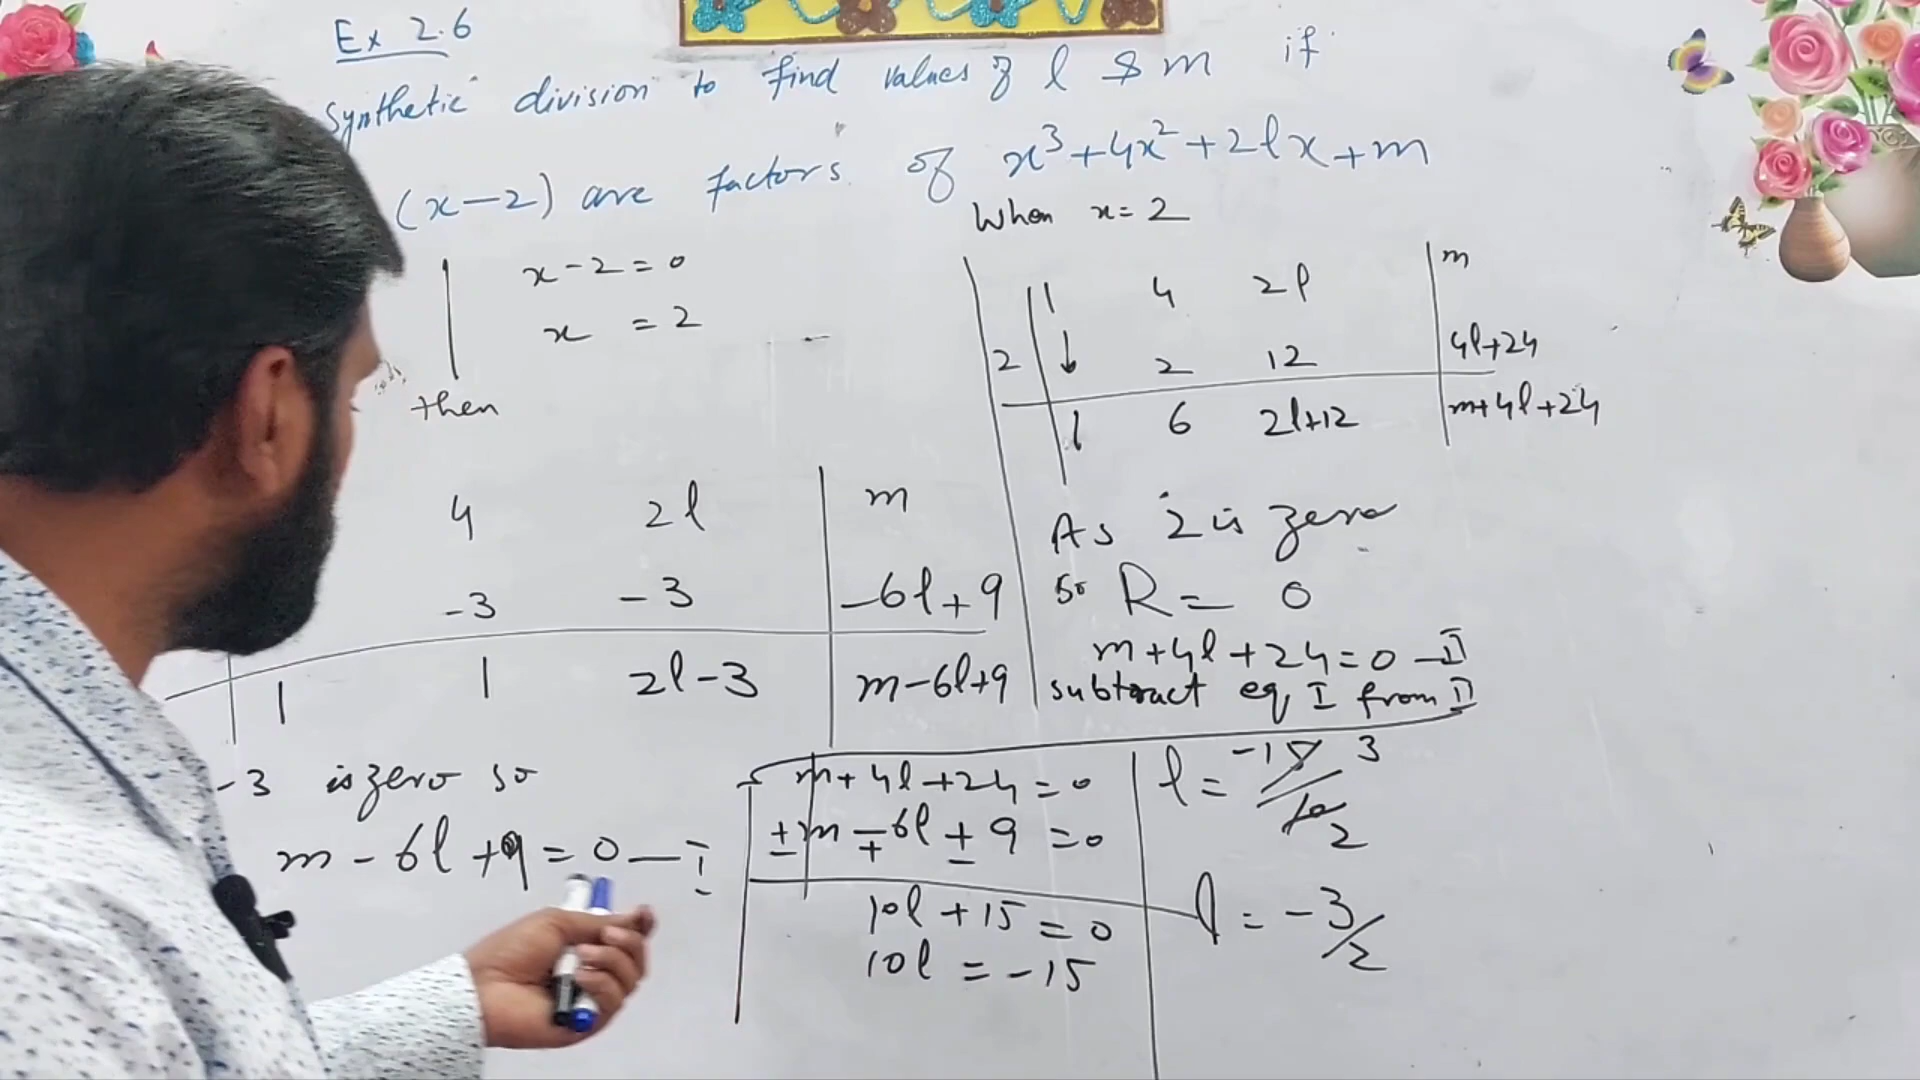 Ex 2.6
Synthetic division to find values of l & m if
(x-2) are factors of x³+4x²+2lx+m
x-2=0
x = 2
then
4 2l m
-3 -3 -6l+9
1 1 2l-3 m-6l+9
-3 is zero so
m-6l+9=0 — I
When x=2
1 4 2l m
2 ↓ 2 12 4l+24
1 6 2l+12 m+4l+24
As 2 is zero
so R= 0
m+4l+24=0 — II
subtract eq I from II
m+4l+24=0
±m∓6l±9=0
10l+15=0
10l=-15
l = -15/10 3 2
l = -3/2